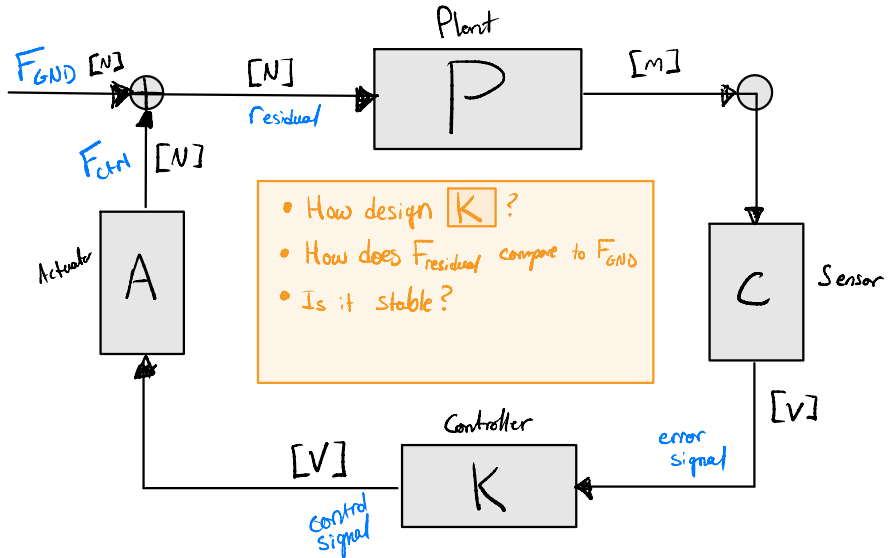 Plant
F_GND [N]
[N]
P
[m]
residual
F_ctrl [N]
• How design K ?
• How does F_residual compare to F_GND
• Is it stable?
Actuator
A
C
Sensor
[V]
error
signal
Controller
K
[V]
control
signal